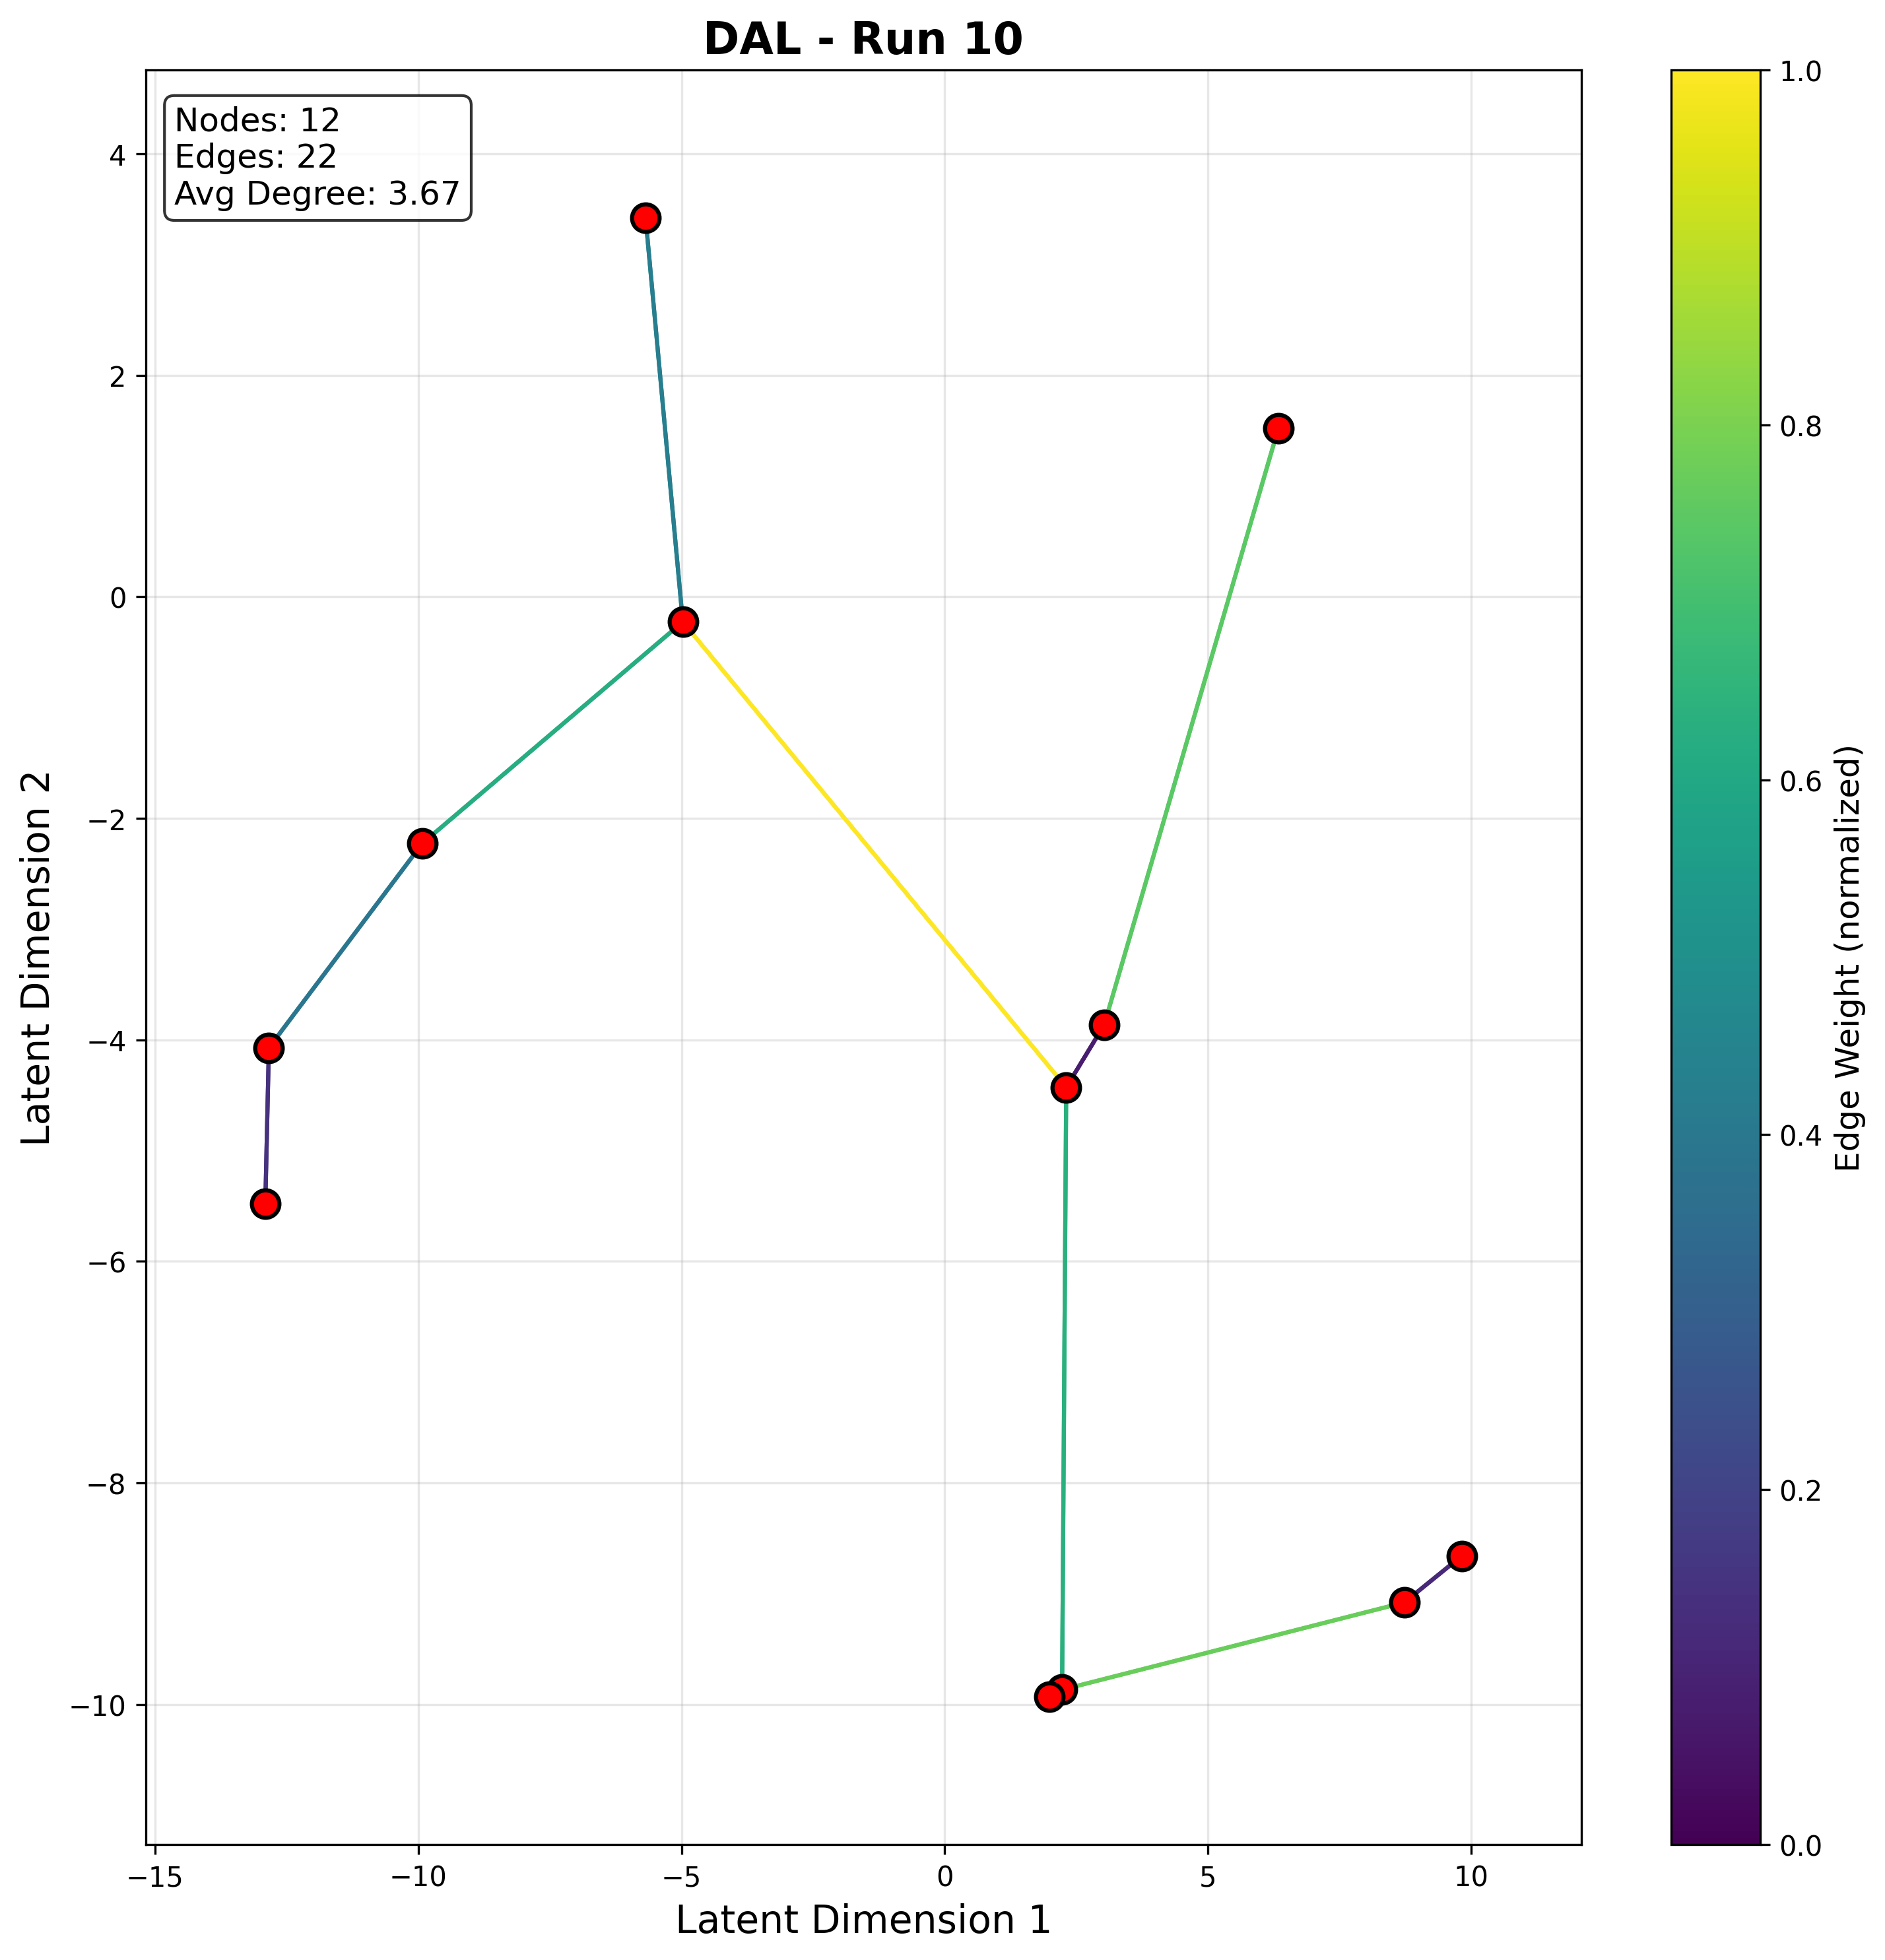 DAL - Run 10
Nodes: 12
Edges: 22
Avg Degree: 3.67
4
2
0
−2
−4
−6
−8
−10
Latent Dimension 2
−15
−10
−5
0
5
10
Latent Dimension 1
1.0
0.8
0.6
0.4
0.2
0.0
Edge Weight (normalized)